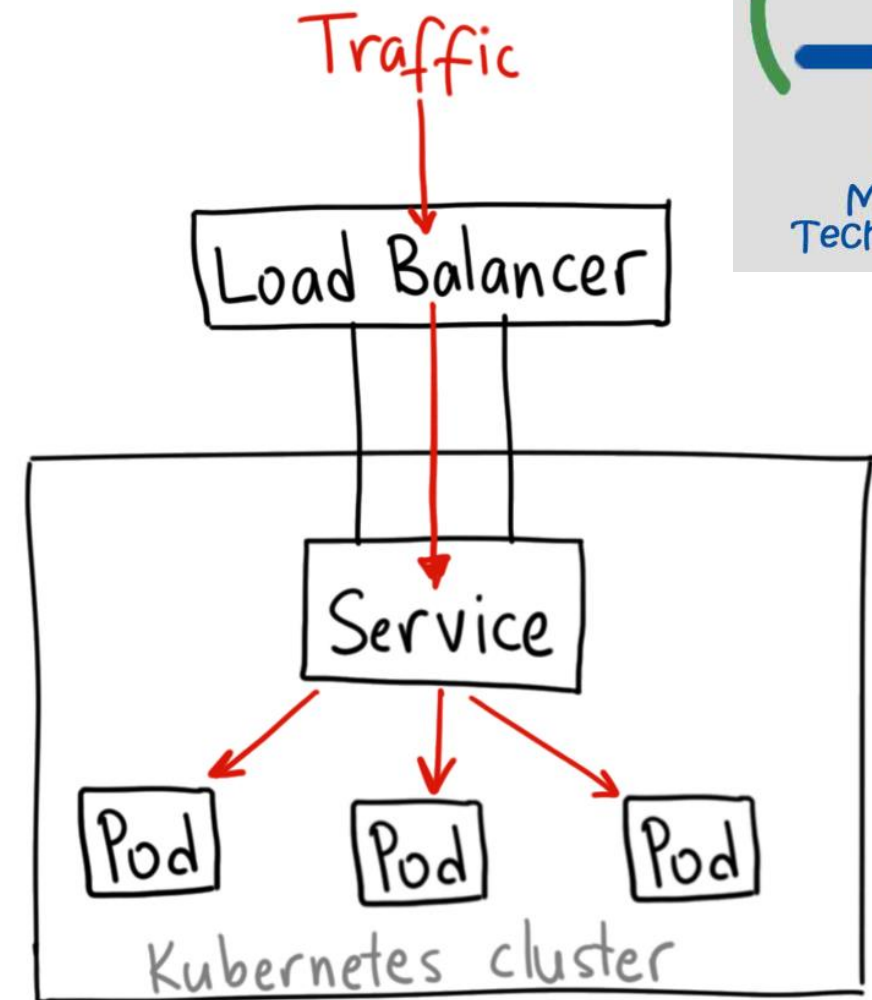 Traffic
Load Balancer
Service
Pod Pod Pod
Kubernetes cluster